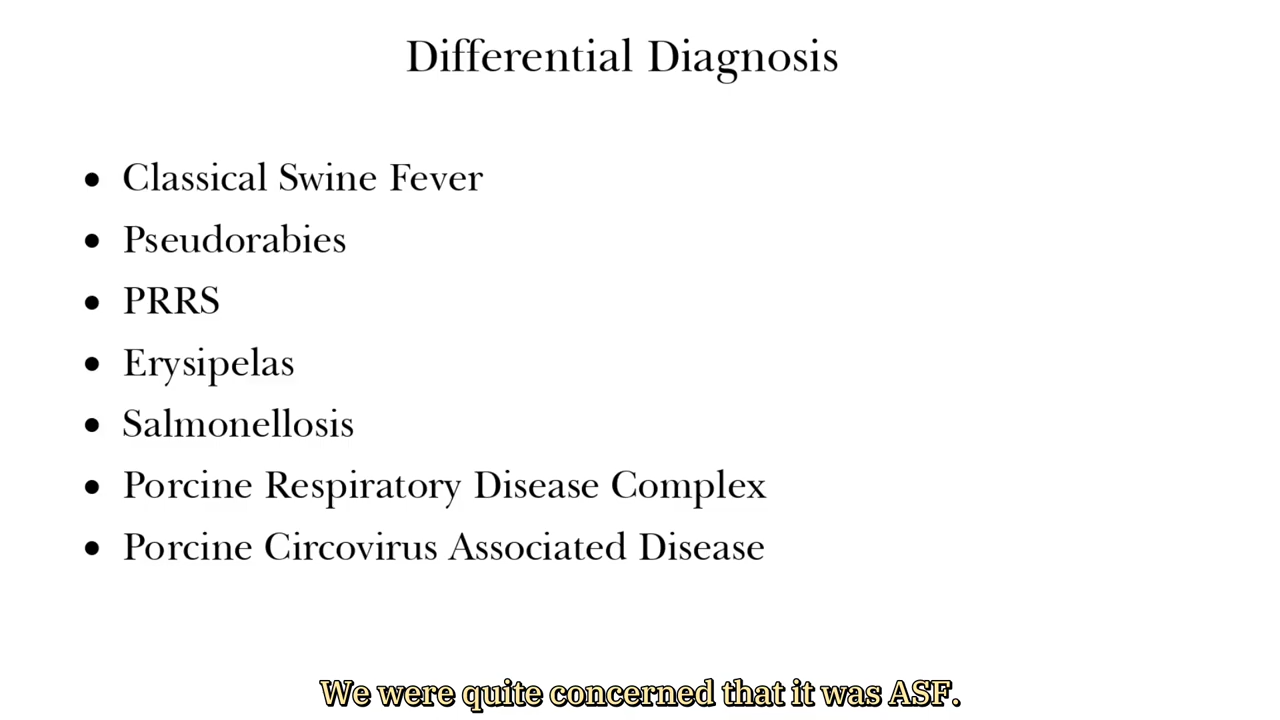 Differential Diagnosis
• Classical Swine Fever
• Pseudorabies
• PRRS
• Erysipelas
• Salmonellosis
• Porcine Respiratory Disease Complex
• Porcine Circovirus Associated Disease
We were quite concerned that it was ASF.